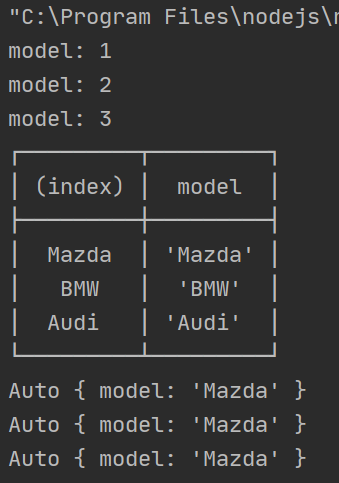 "C:\Program Files\nodejs\
model: 1
model: 2
model: 3
(index) model
Mazda 'Mazda'
BMW 'BMW'
Audi 'Audi'
Auto { model: 'Mazda' }
Auto { model: 'Mazda' }
Auto { model: 'Mazda' }